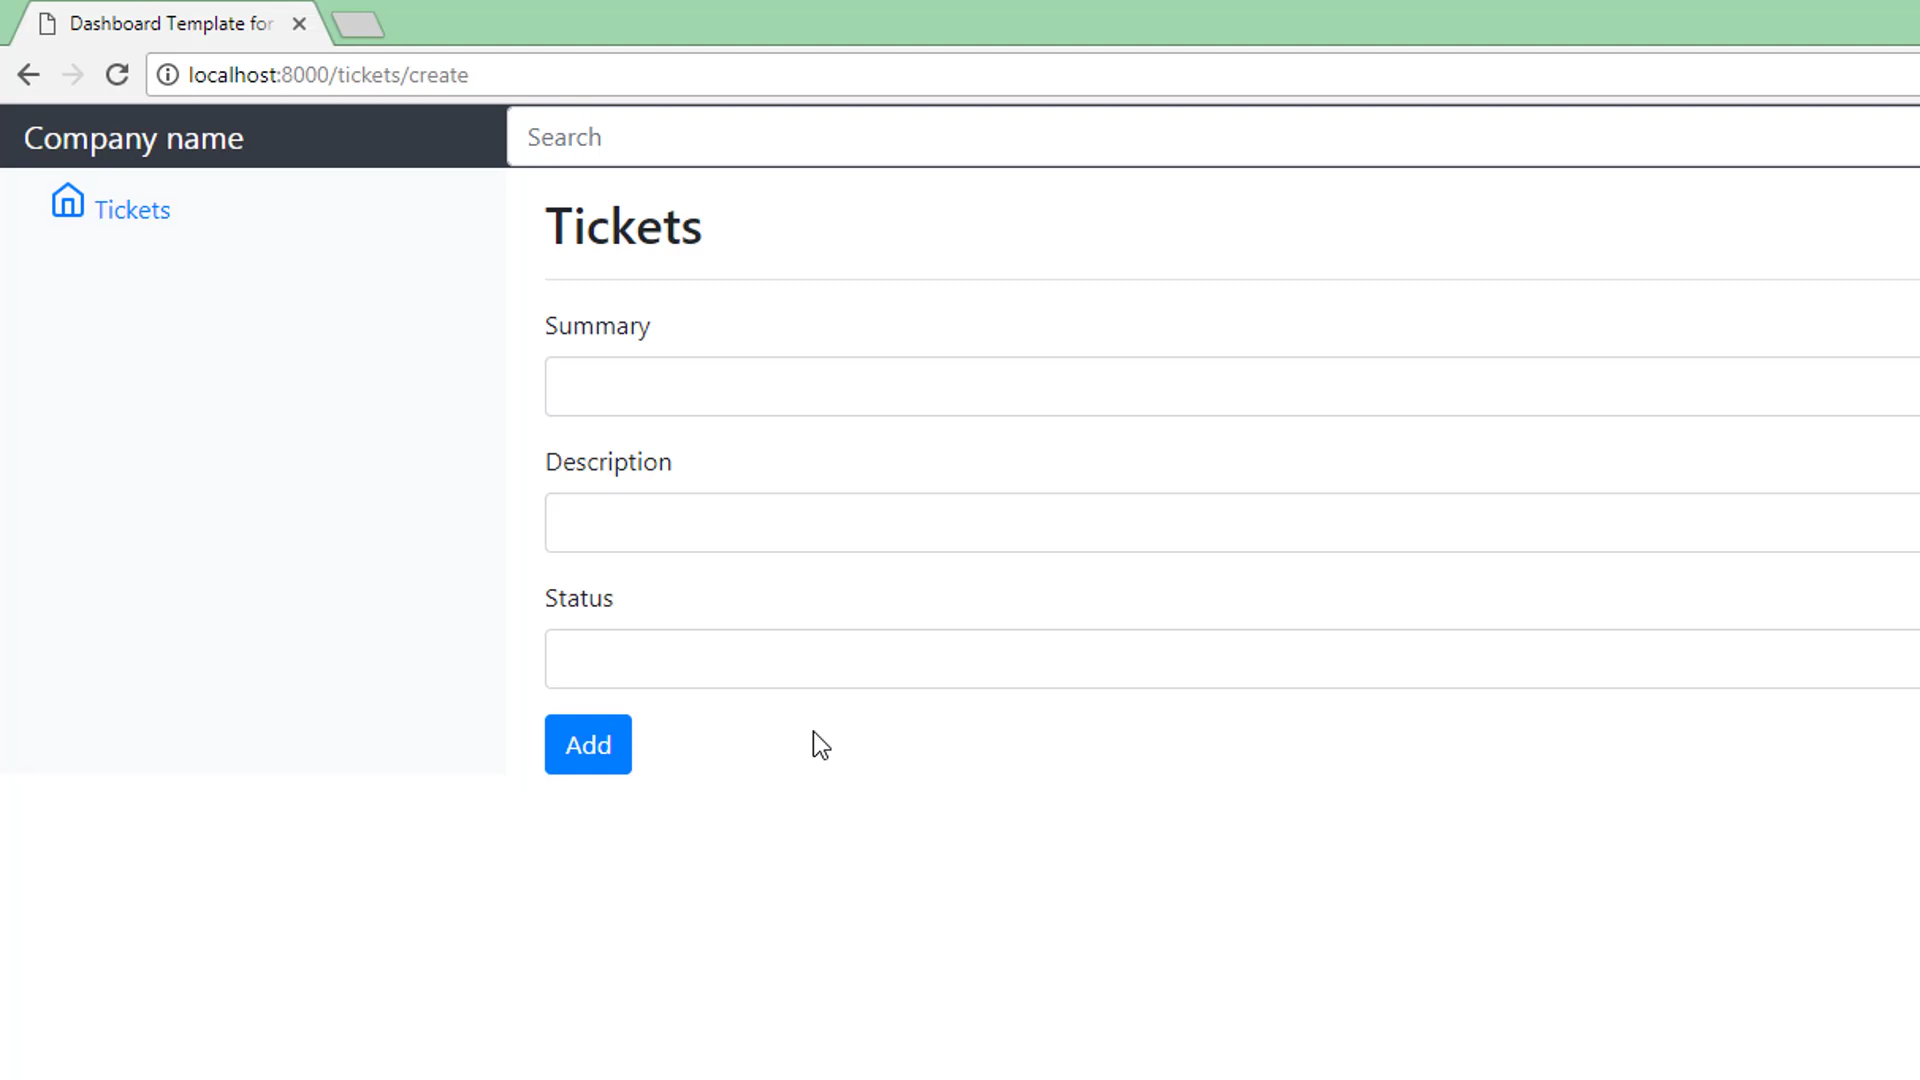 Dashboard Template for
localhost:8000/tickets/create
Company name
Search
Tickets
Tickets
Summary
Description
Status
Add